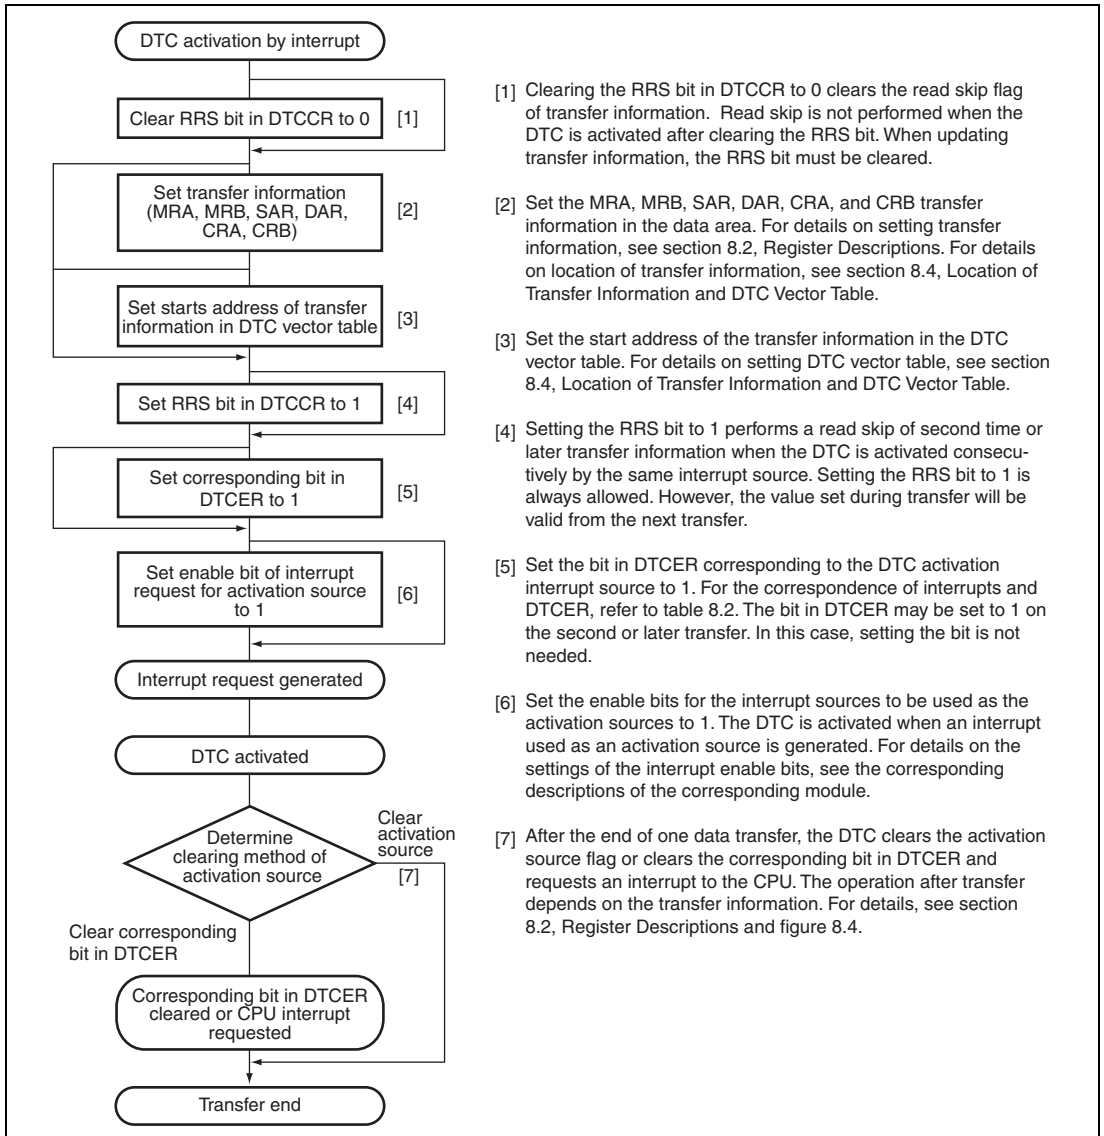 DTC activation by interrupt
Clear RRS bit in DTCCR to 0
[1]
Set transfer information
(MRA, MRB, SAR, DAR,
CRA, CRB)
[2]
Set starts address of transfer
information in DTC vector table
[3]
Set RRS bit in DTCCR to 1
[4]
Set corresponding bit in
DTCER to 1
[5]
Set enable bit of interrupt
request for activation source
to 1
[6]
Interrupt request generated
DTC activated
Determine
clearing method of
activation source
Clear
activation
source
[7]
Clear corresponding
bit in DTCER
Corresponding bit in DTCER
cleared or CPU interrupt
requested
Transfer end
[1] Clearing the RRS bit in DTCCR to 0 clears the read skip flag
of transfer information. Read skip is not performed when the
DTC is activated after clearing the RRS bit. When updating
transfer information, the RRS bit must be cleared.
[2] Set the MRA, MRB, SAR, DAR, CRA, and CRB transfer
information in the data area. For details on setting transfer
information, see section 8.2, Register Descriptions. For details
on location of transfer information, see section 8.4, Location of
Transfer Information and DTC Vector Table.
[3] Set the start address of the transfer information in the DTC
vector table. For details on setting DTC vector table, see section
8.4, Location of Transfer Information and DTC Vector Table.
[4] Setting the RRS bit to 1 performs a read skip of second time or
later transfer information when the DTC is activated consecu-
tively by the same interrupt source. Setting the RRS bit to 1 is
always allowed. However, the value set during transfer will be
valid from the next transfer.
[5] Set the bit in DTCER corresponding to the DTC activation
interrupt source to 1. For the correspondence of interrupts and
DTCER, refer to table 8.2. The bit in DTCER may be set to 1 on
the second or later transfer. In this case, setting the bit is not
needed.
[6] Set the enable bits for the interrupt sources to be used as the
activation sources to 1. The DTC is activated when an interrupt
used as an activation source is generated. For details on the
settings of the interrupt enable bits, see the corresponding
descriptions of the corresponding module.
[7] After the end of one data transfer, the DTC clears the activation
source flag or clears the corresponding bit in DTCER and
requests an interrupt to the CPU. The operation after transfer
depends on the transfer information. For details, see section
8.2, Register Descriptions and figure 8.4.